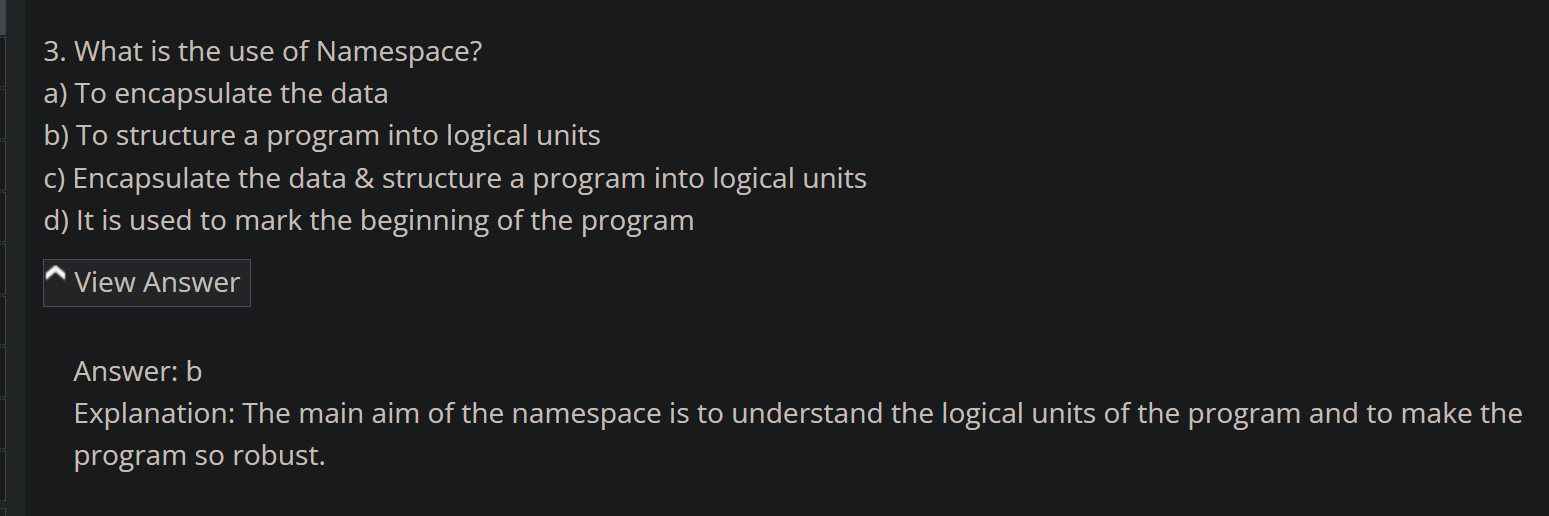 3. What is the use of Namespace?
a) To encapsulate the data
b) To structure a program into logical units
c) Encapsulate the data & structure a program into logical units
d) It is used to mark the beginning of the program
View Answer
Answer: b
Explanation: The main aim of the namespace is to understand the logical units of the program and to make the
program so robust.